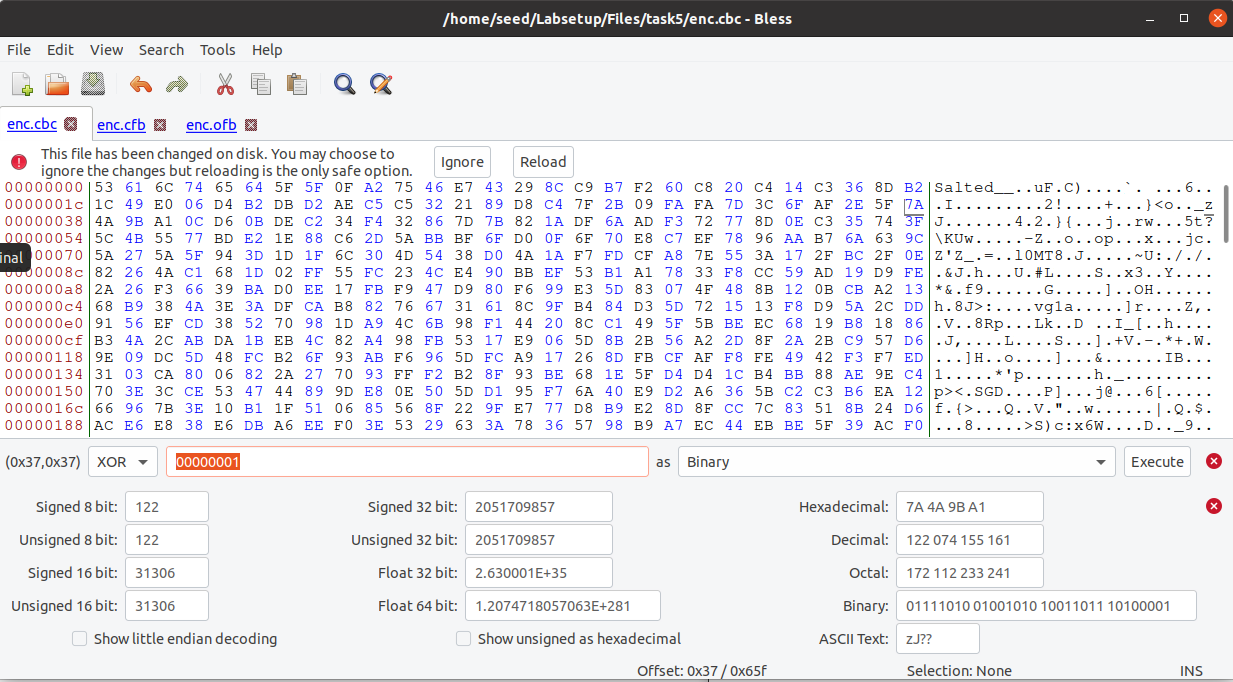 /home/seed/Labsetup/Files/task5/enc.cbc - Bless
File Edit View Search Tools Help
enc.cbc enc.cfb enc.ofb
This file has been changed on disk. You may choose to
ignore the changes but reloading is the only safe option.
Ignore Reload
00000000 53 61 6C 74 65 64 5F 5F 0F A2 75 46 E7 43 29 8C C9 B7 F2 60 C8 20 C4 14 C3 36 8D B2 Salted__..uF.C)....`. ...6..
0000001c 1C 49 E0 06 D4 B2 DB D2 AE C5 C5 32 21 89 D8 C4 7F 2B 09 FA FA 7D 3C 6F AF 2E 5F 7A .I.........2!....+...}<o.._z
00000038 4A 9B A1 0C D6 0B DE C2 34 F4 32 86 7D 7B 82 1A DF 6A AD F3 72 77 8D 0E C3 35 74 3F J.......4.2.}{...j..rw...5t?
00000054 5C 4B 55 77 BD E2 1E 88 C6 2D 5A BB BF 6F D0 0F 6F 70 E8 C7 EF 78 96 AA B7 6A 63 9C \KUw.....-Z..o..op...x...jc.
inal
00000070 5A 27 5A 5F 94 3D 1D 1F 6C 30 4D 54 38 D0 4A 1A F7 FD CF A8 7E 55 3A 17 2F BC 2F 0E Z'Z_.=..l0MT8.J.....~U:././.
0000008c 82 26 4A C1 68 1D 02 FF 55 FC 23 4C E4 90 BB EF 53 B1 A1 78 33 F8 CC 59 AD 19 D9 FE .&J.h...U.#L....S..x3..Y....
000000a8 2A 26 F3 66 39 BA D0 EE 17 FB F9 47 D9 80 F6 99 E3 5D 83 07 4F 48 8B 12 0B CB A2 13 *&.f9......G.....]..OH......
000000c4 68 B9 38 4A 3E 3A DF CA B8 82 76 67 31 61 8C 9F B4 84 D3 5D 72 15 13 F8 D9 5A 2C DD h.8J>:....vg1a.....]r....Z,.
000000e0 91 56 EF CD 38 52 70 98 1D A9 4C 6B 98 F1 44 20 8C C1 49 5F 5B BE EC 68 19 B8 18 86 .V..8Rp...Lk..D ..I_[..h....
000000cf B3 4A 2C AB DA 1B EB 4C 82 A4 98 FB 53 17 E9 06 5D 8B 2B 56 A2 2D 8F 2A 2B C9 57 D6 .J,....L....S...].+V.-.*+.W.
00000118 9E 09 DC 5D 48 FC B2 6F 93 AB F6 96 5D FC A9 17 26 8D FB CF AF F8 FE 49 42 F3 F7 ED ...]H..o....]...&......IB...
00000134 31 03 CA 80 06 82 2A 27 70 93 FF F2 B2 8F 93 BE 68 1E 5F D4 D4 1C B4 BB 88 AE 9E C4 1.....*'p.......h._.........
00000150 70 3E 3C CE 53 47 44 89 9D E8 0E 50 5D D1 95 F7 6A 40 E9 D2 A6 36 5B C2 C3 B6 EA 12 p><.SGD....P]...j@...6[.....
0000016c 66 96 7B 3E 10 B1 1F 51 06 85 56 8F 22 9F E7 77 D8 B9 E2 8D 8F CC 7C 83 51 8B 24 D6 f.{>...Q..V."..w......|.Q.$.
00000188 AC E6 E8 38 E6 DB A6 EE F0 3E 53 29 63 3A 78 36 57 98 B9 A7 EC 44 EB BE 5F 39 AC F0 ...8.....>S)c:x6W....D.._9..
(0x37,0x37) XOR 00000001 as Binary Execute
Signed 8 bit: 122 Signed 32 bit: 2051709857 Hexadecimal: 7A 4A 9B A1
Unsigned 8 bit: 122 Unsigned 32 bit: 2051709857 Decimal: 122 074 155 161
Signed 16 bit: 31306 Float 32 bit: 2.630001E+35 Octal: 172 112 233 241
Unsigned 16 bit: 31306 Float 64 bit: 1.2074718057063E+281 Binary: 01111010 01001010 10011011 10100001
Show little endian decoding Show unsigned as hexadecimal ASCII Text: zJ??
Offset: 0x37 / 0x65f Selection: None INS